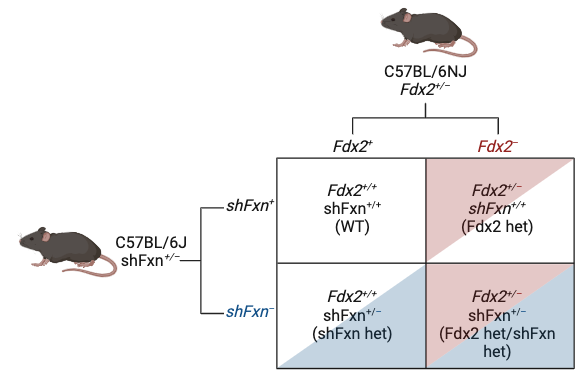 C57BL/6NJ
Fdx2⁺/⁻
Fdx2⁺
Fdx2⁻
C57BL/6J
shFxn⁺/⁻
shFxn⁺
shFxn⁻
Fdx2⁺/⁺
shFxn⁺/⁺
(WT)
Fdx2⁺/⁻
shFxn⁺/⁺
(Fdx2 het)
Fdx2⁺/⁺
shFxn⁺/⁻
(shFxn het)
Fdx2⁺/⁻
shFxn⁺/⁻
(Fdx2 het/shFxn
het)